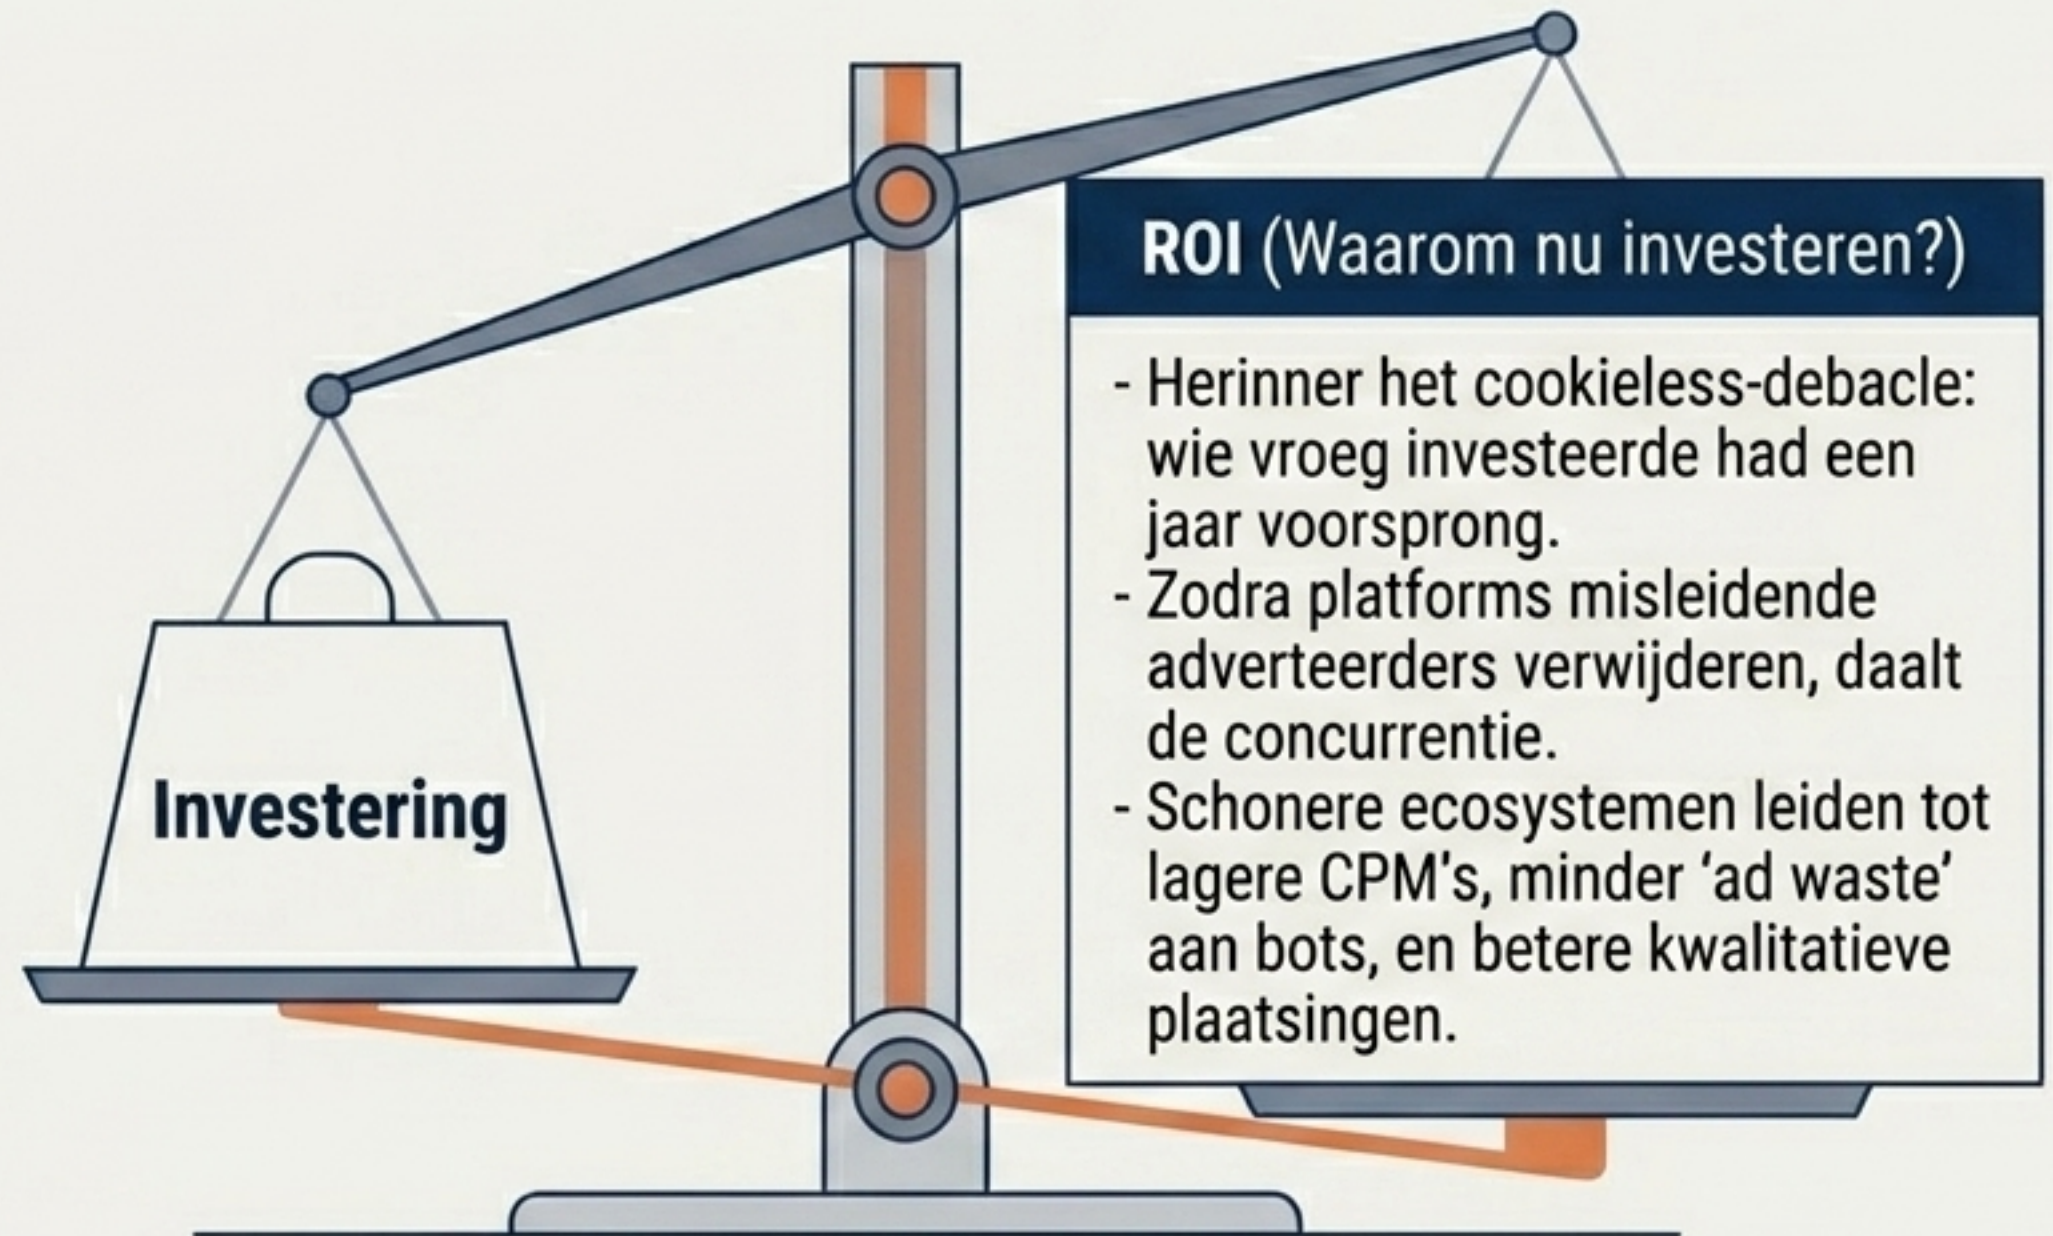 ROI (Waarom nu investeren?)
- Herinner het cookieless-debacle:
wie vroeg investeerde had een
jaar voorsprong.
- Zodra platforms misleidende
adverteerders verwijderen, daalt
de concurrentie.
- Schonere ecosystemen leiden tot
lagere CPM's, minder ‘ad waste’
aan bots, en betere kwalitatieve
plaatsingen.
Investering